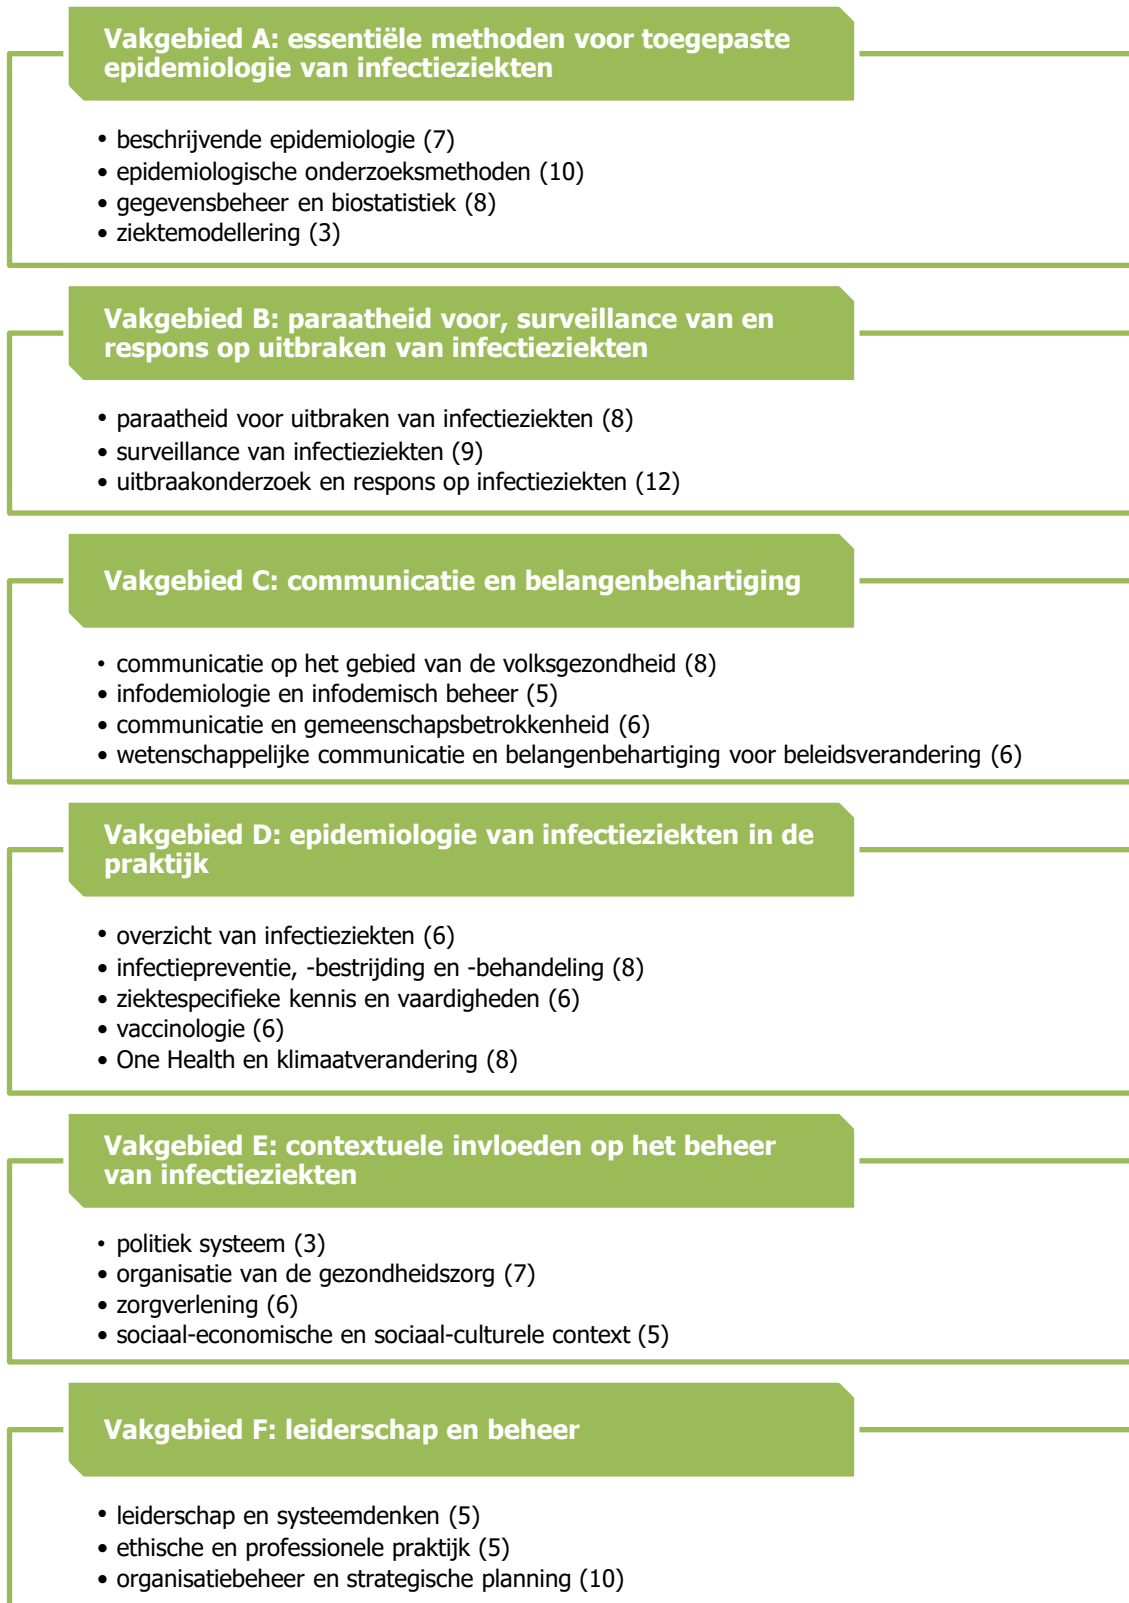 Vakgebied A: essentiële methoden voor toegepaste
epidemiologie van infectieziekten
• beschrijvende epidemiologie (7)
• epidemiologische onderzoeksmethoden (10)
• gegevensbeheer en biostatistiek (8)
• ziektemodellering (3)
Vakgebied B: paraatheid voor, surveillance van en
respons op uitbraken van infectieziekten
• paraatheid voor uitbraken van infectieziekten (8)
• surveillance van infectieziekten (9)
• uitbraakonderzoek en respons op infectieziekten (12)
Vakgebied C: communicatie en belangenbehartiging
• communicatie op het gebied van de volksgezondheid (8)
• infodemiologie en infodemisch beheer (5)
• communicatie en gemeenschapsbetrokkenheid (6)
• wetenschappelijke communicatie en belangenbehartiging voor beleidsverandering (6)
Vakgebied D: epidemiologie van infectieziekten in de
praktijk
• overzicht van infectieziekten (6)
• infectiepreventie, -bestrijding en -behandeling (8)
• ziektespecifieke kennis en vaardigheden (6)
• vaccinologie (6)
• One Health en klimaatverandering (8)
Vakgebied E: contextuele invloeden op het beheer
van infectieziekten
• politiek systeem (3)
• organisatie van de gezondheidszorg (7)
• zorgverlening (6)
• sociaal-economische en sociaal-culturele context (5)
Vakgebied F: leiderschap en beheer
• leiderschap en systeemdenken (5)
• ethische en professionele praktijk (5)
• organisatiebeheer en strategische planning (10)